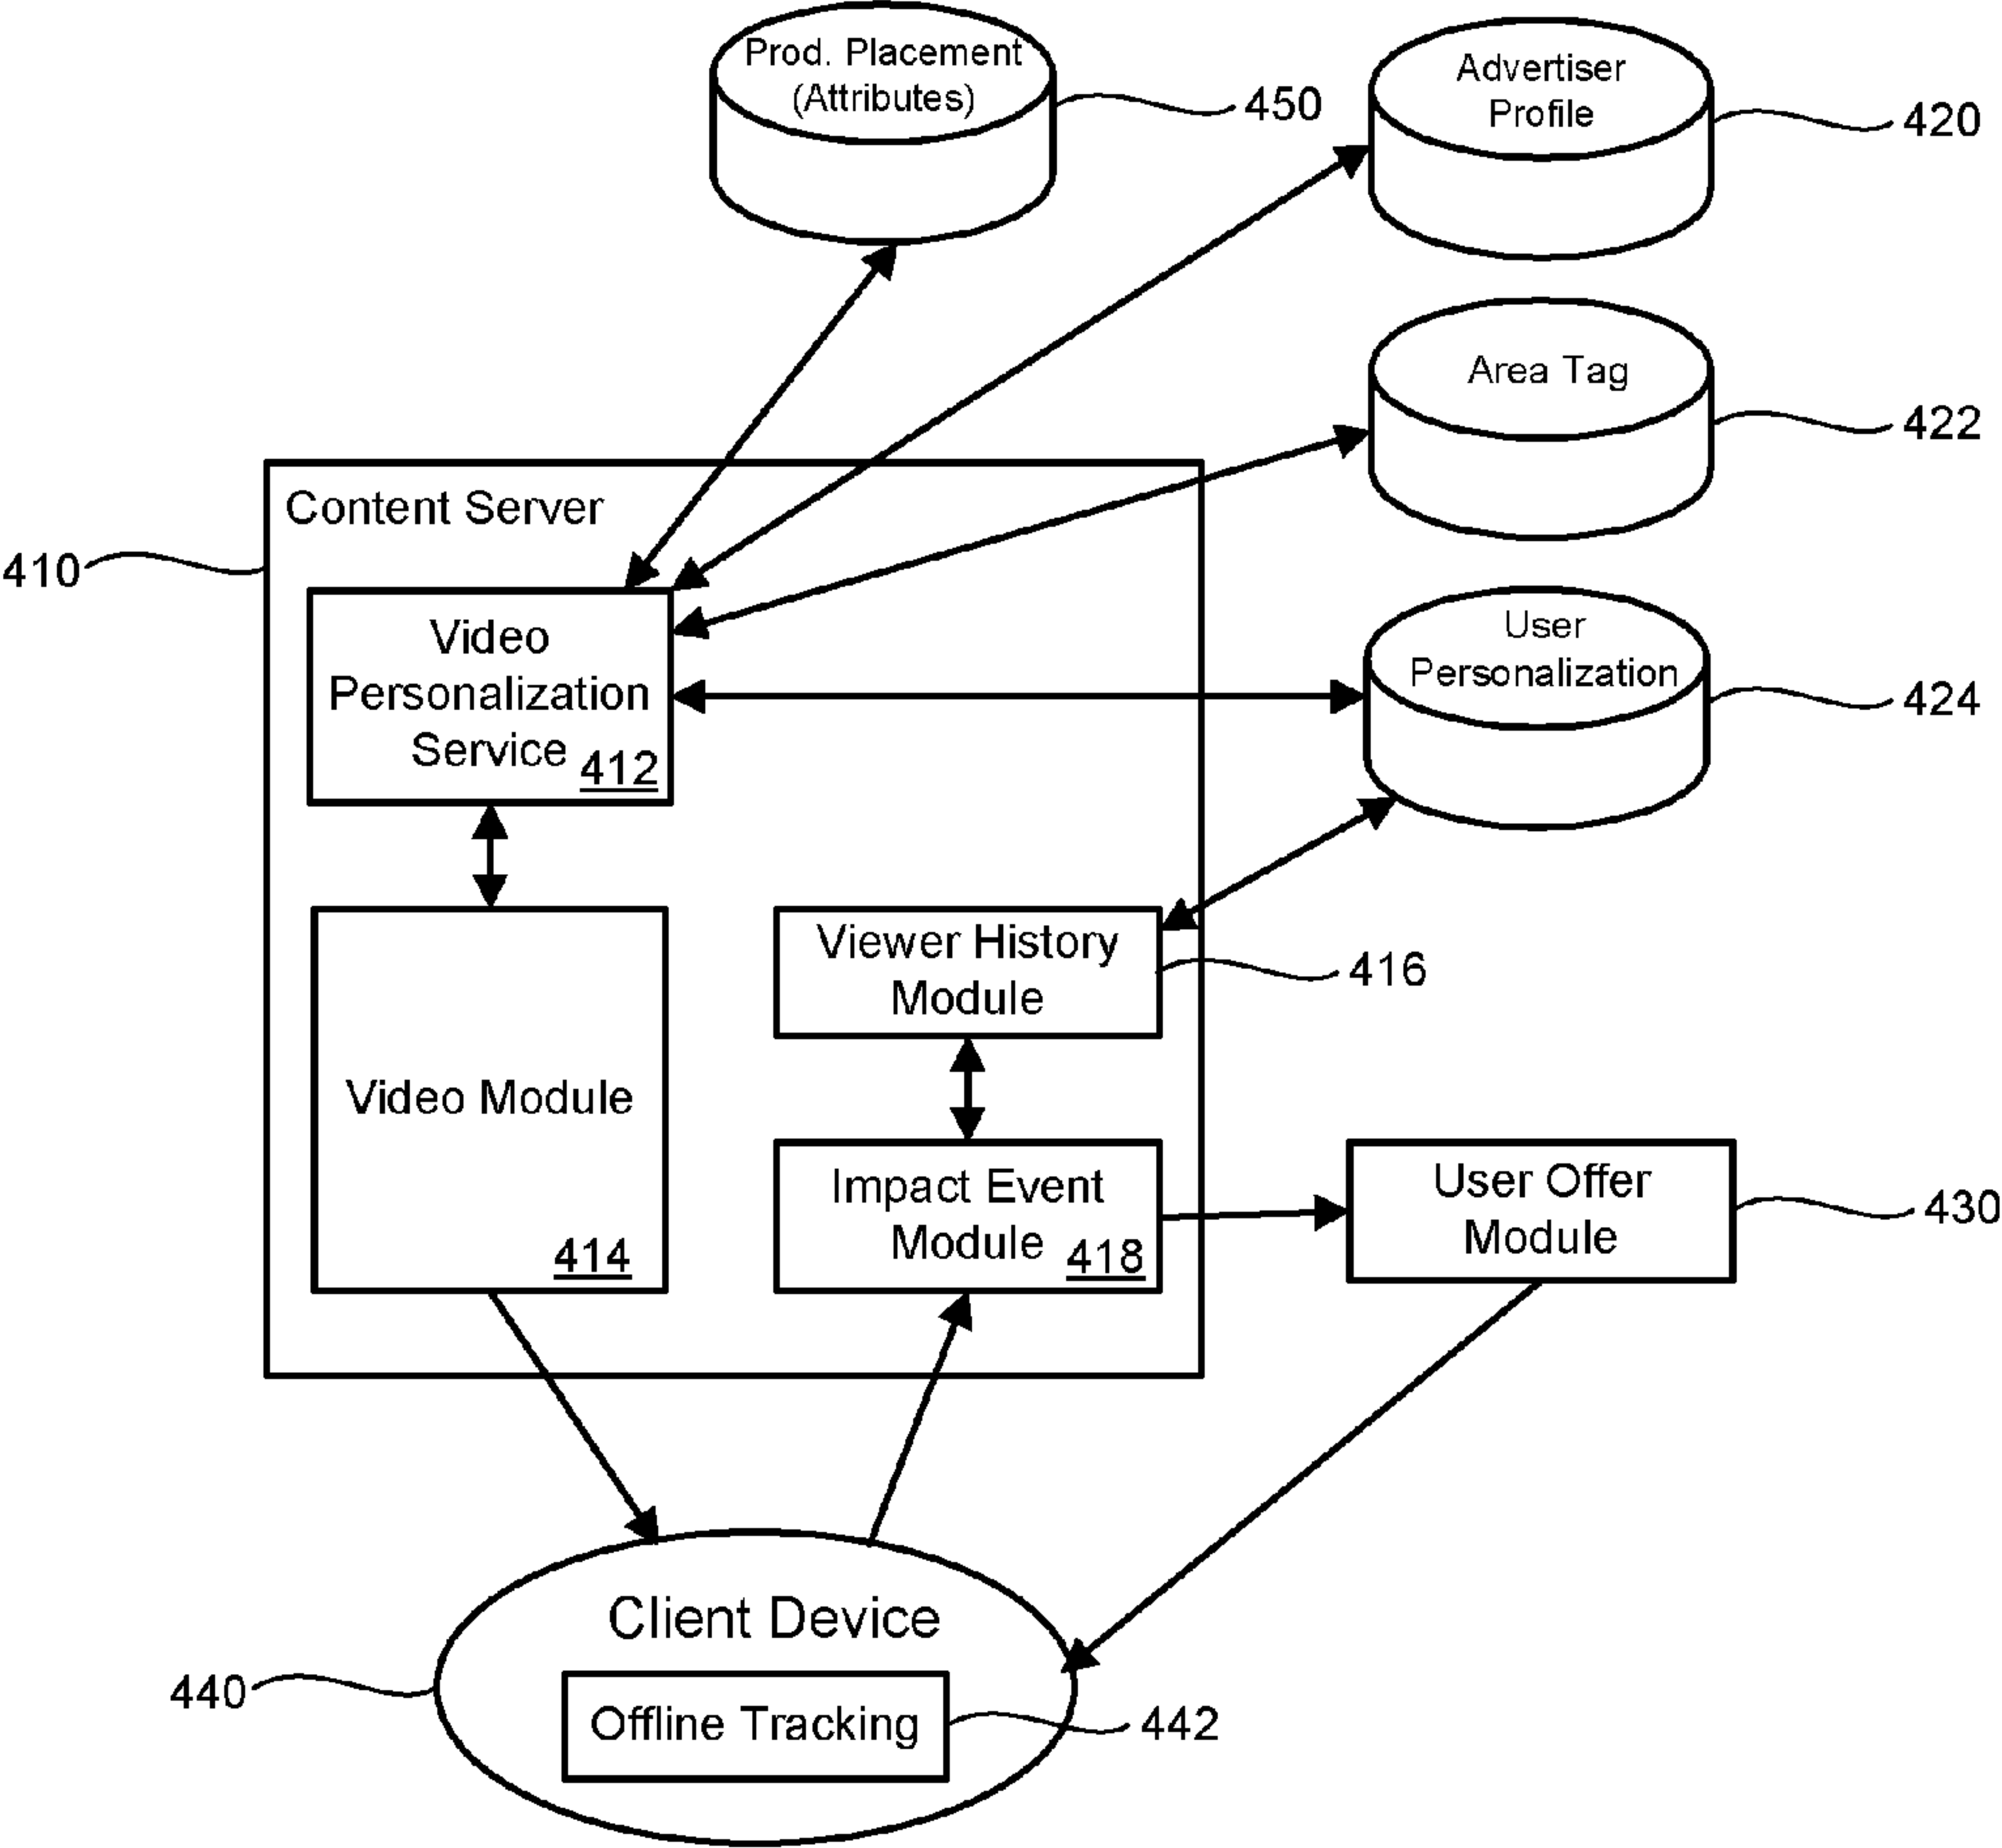 Prod. Placement
(Attributes)
450
Advertiser
Profile
420
Area Tag
422
Content Server
410
Video
Personalization
Service
412
User
Personalization
424
Viewer History
Module
416
Video Module
414
Impact Event
Module
418
User Offer
Module
430
Client Device
440
Offline Tracking
442